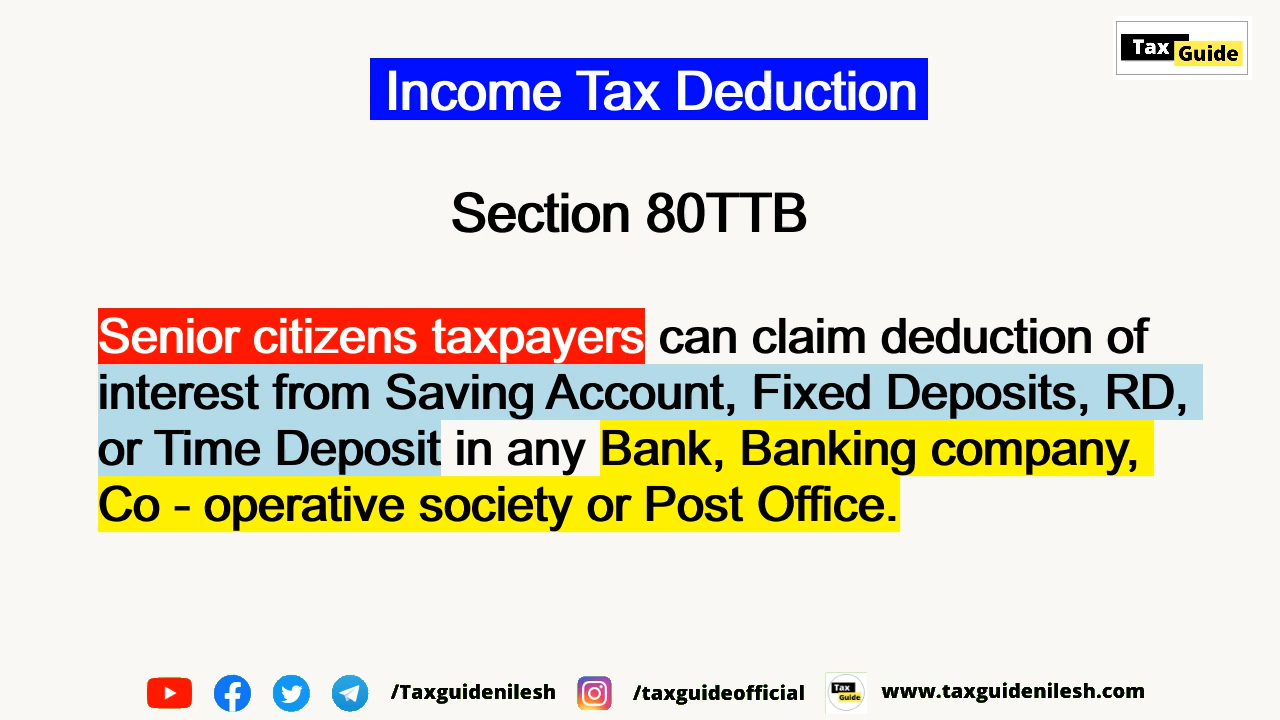 Tax Guide
Income Tax Deduction
Section 80TTB
Senior citizens taxpayers can claim deduction of
interest from Saving Account, Fixed Deposits, RD,
or Time Deposit in any Bank, Banking company,
Co - operative society or Post Office.
/Taxguidenilesh /taxguideofficial Tax Guide www.taxguidenilesh.com